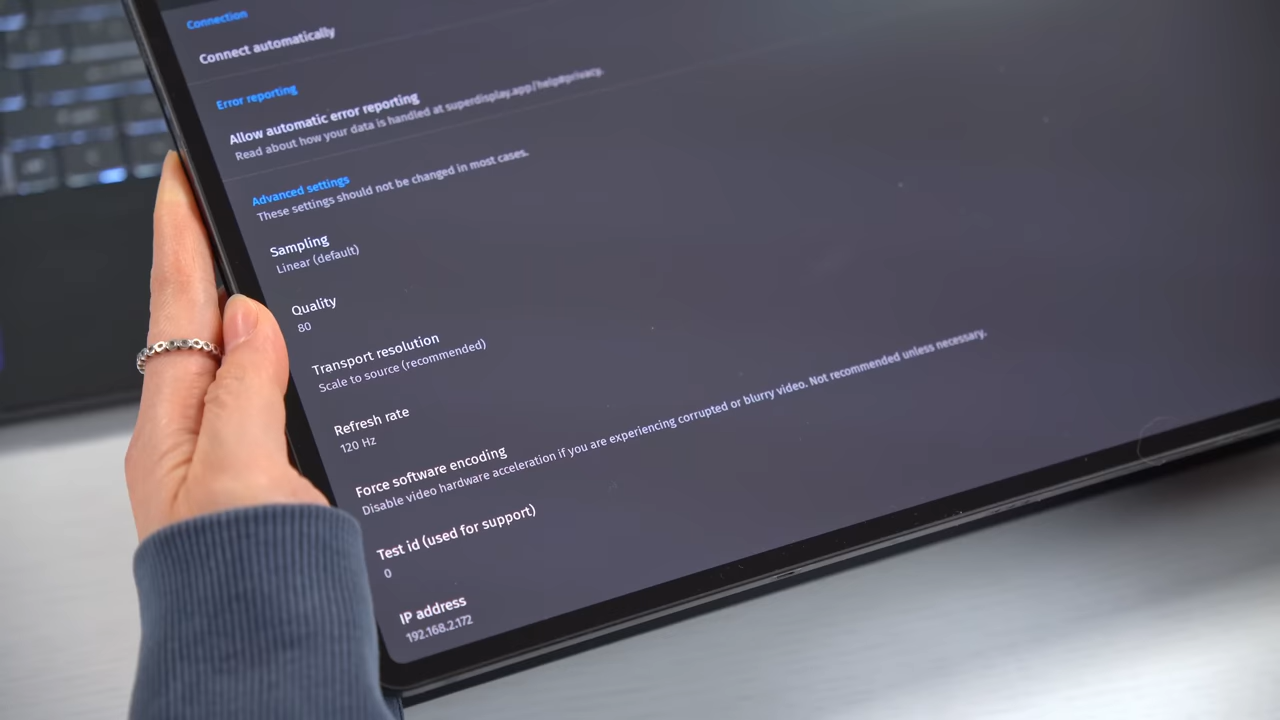 Connection
Connect automatically
Error reporting
Allow automatic error reporting
Read about how your data is handled at superdisplay.app/help#privacy.
Advanced settings
These settings should not be changed in most cases.
Sampling
Linear (default)
Quality
80
Transport resolution
Scale to source (recommended)
Refresh rate
120 Hz
Force software encoding
Disable video hardware acceleration if you are experiencing corrupted or blurry video. Not recommended unless necessary.
Test id (used for support)
0
IP address
192.168.2.172